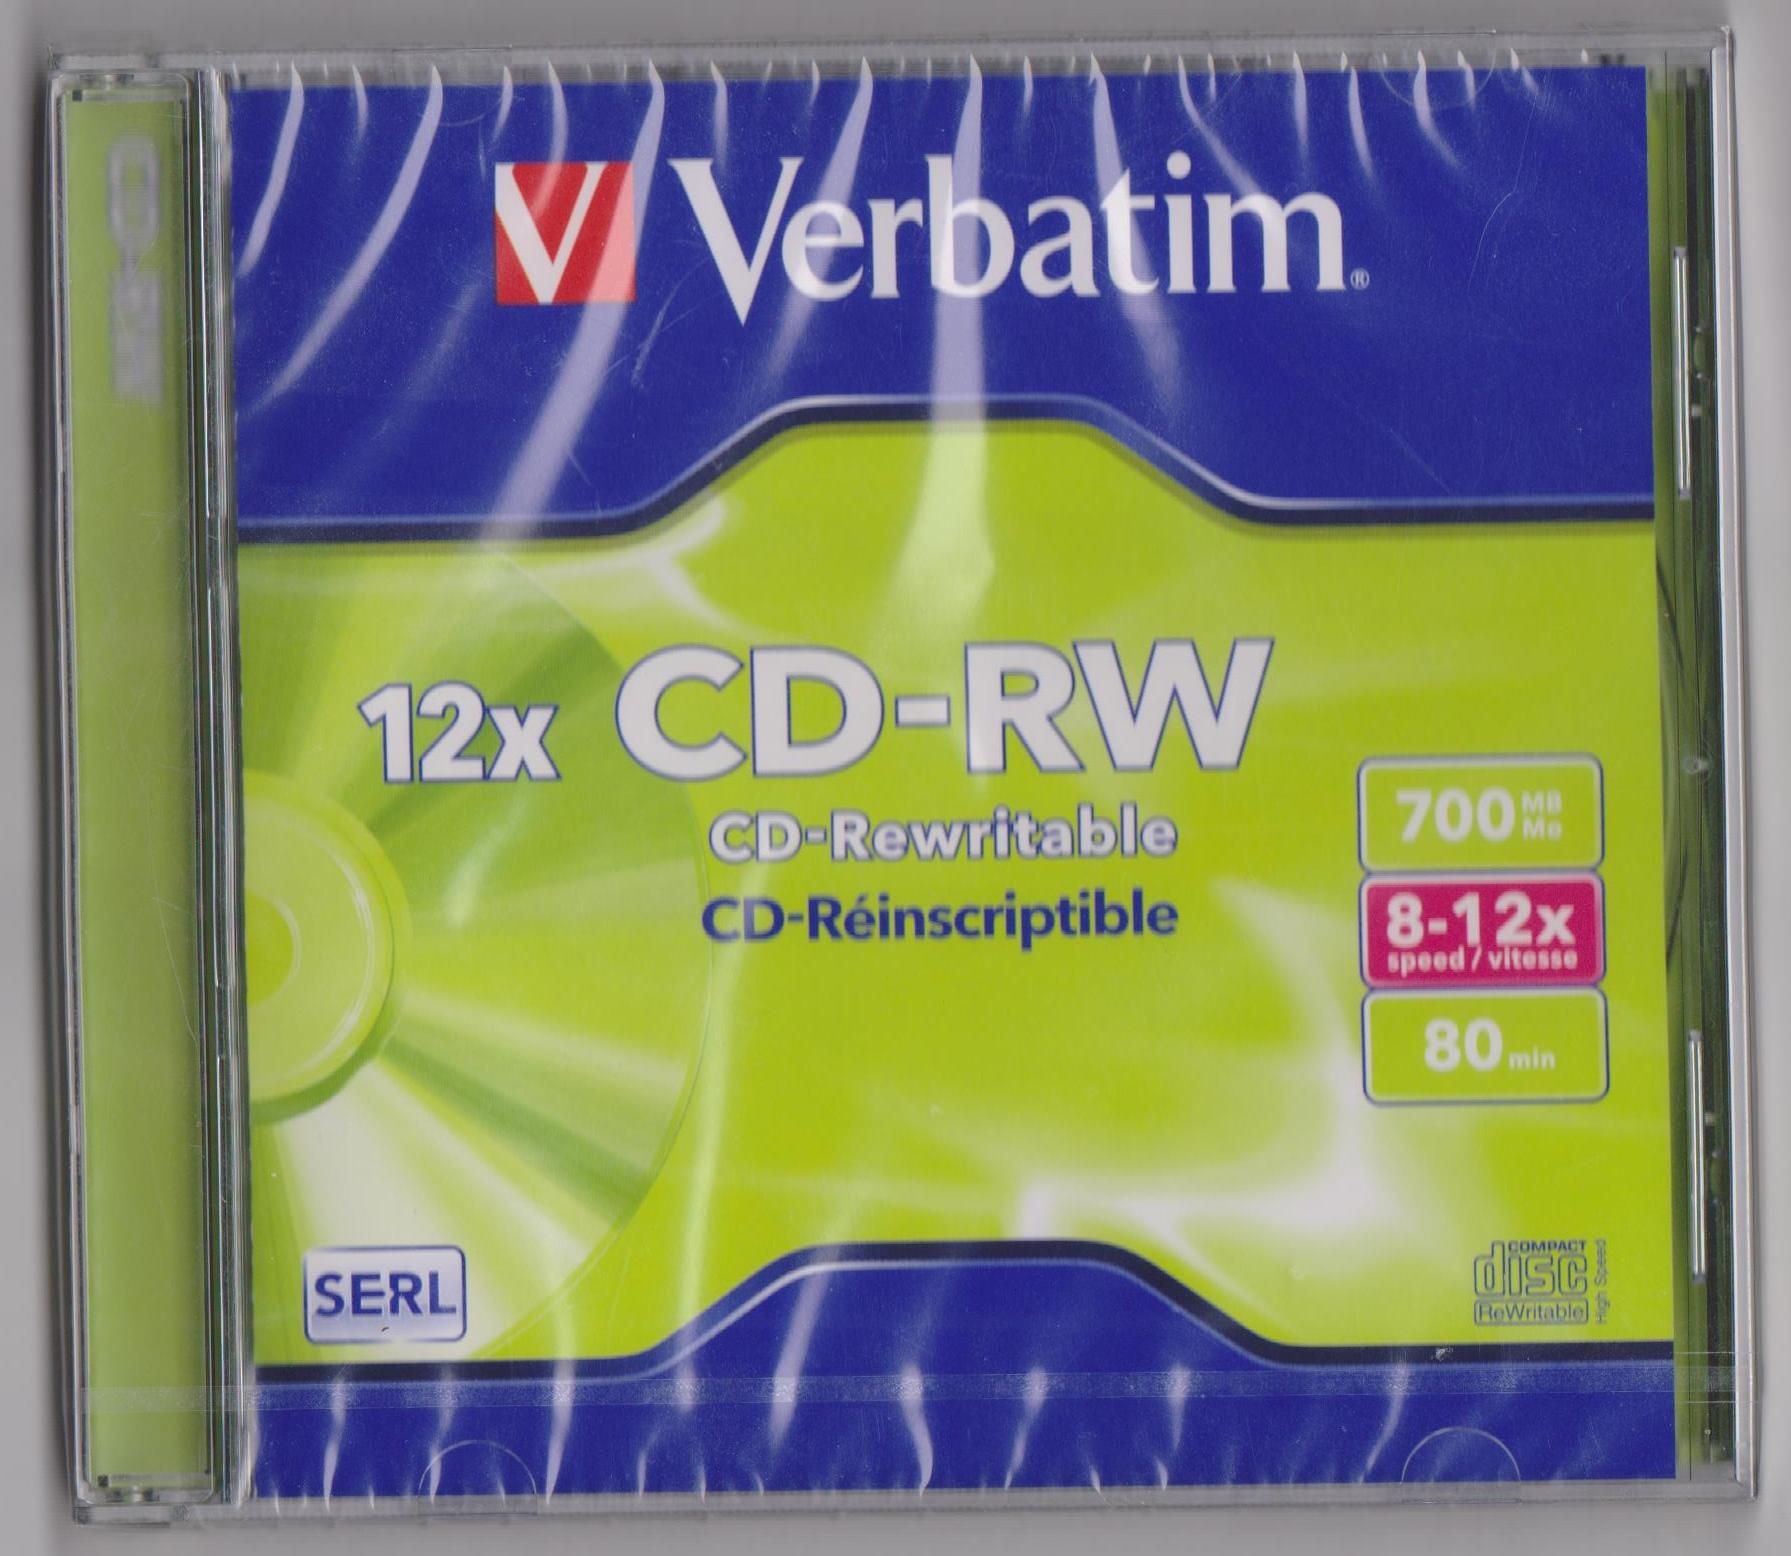 V Verbatim®
12x CD-RW
CD-Rewritable
CD-Réinscriptible
700 MB
Mo
8-12x
speed / vitesse
80 min
SERL
COMPACT
disc
ReWritable
High Speed